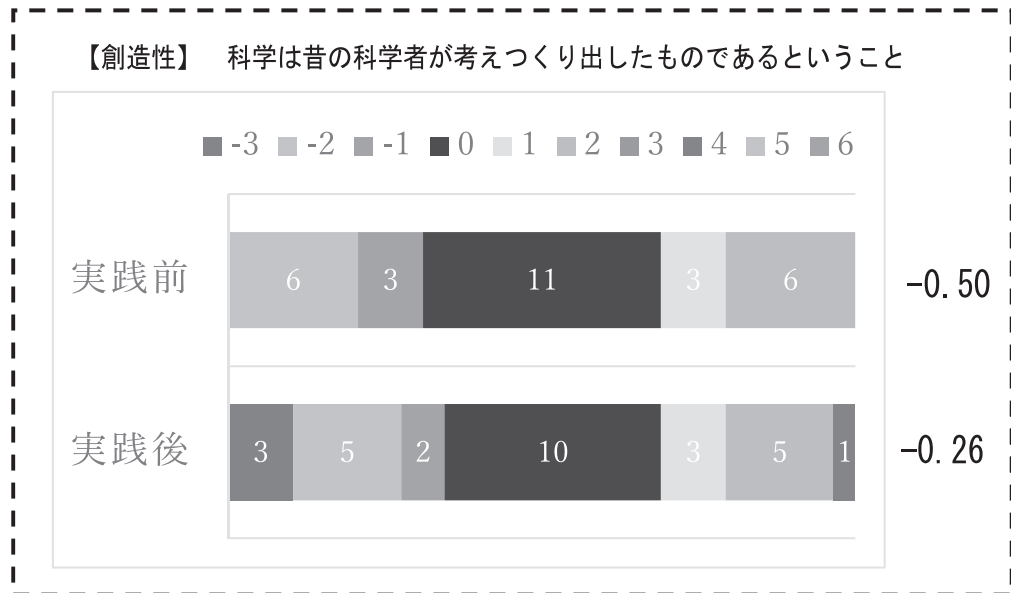 【創造性】　科学は昔の科学者が考えつくり出したものであるということ
-3 -2 -1 0 1 2 3 4 5 6
実践前 6 3 11 3 6 -0.50
実践後 3 5 2 10 3 5 1 -0.26